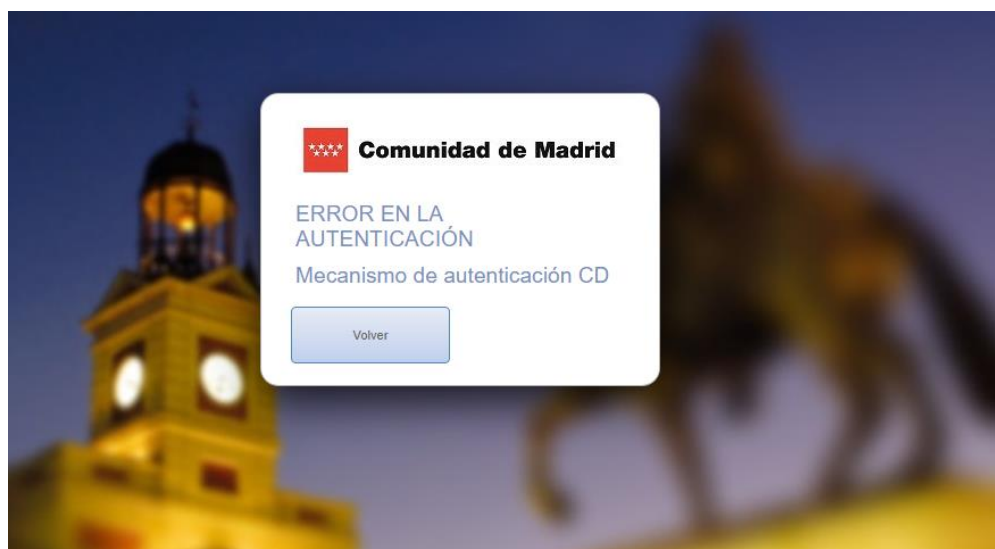 Comunidad de Madrid
ERROR EN LA
AUTENTICACIÓN
Mecanismo de autenticación CD
Volver